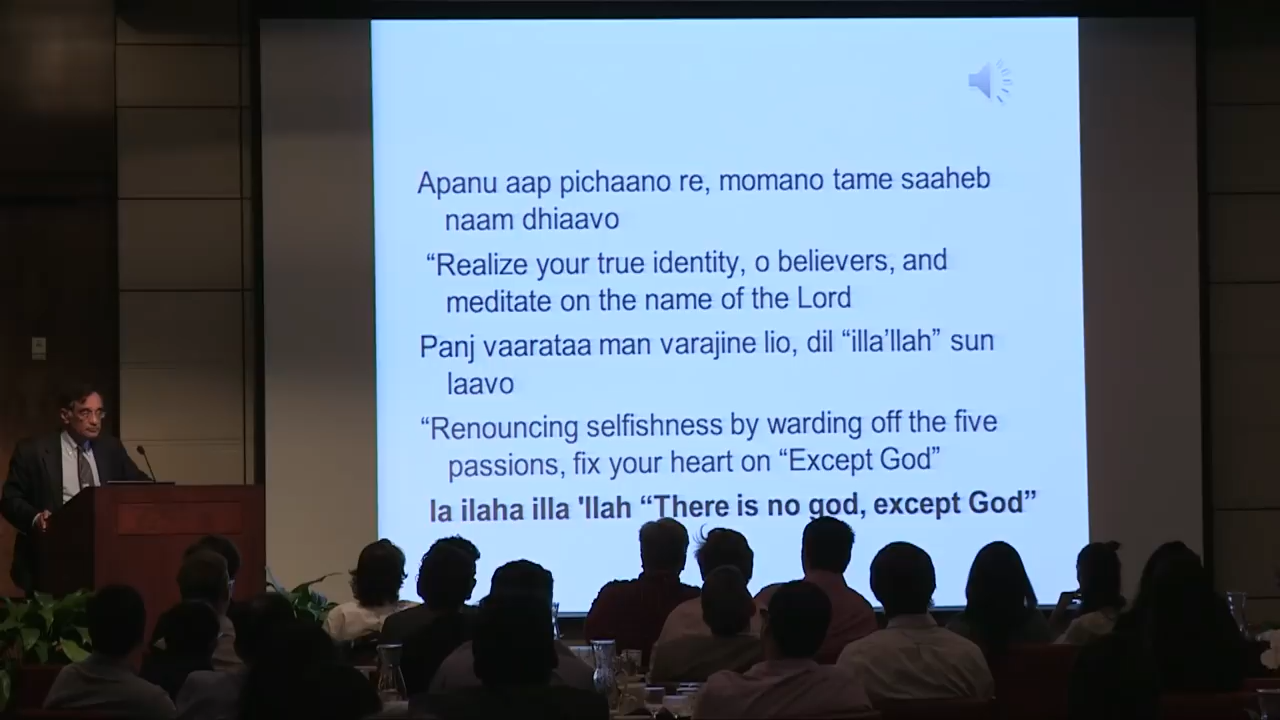 Apanu aap pichaano re, momano tame saaheb
naam dhiaavo
“Realize your true identity, o believers, and
meditate on the name of the Lord
Panj vaarataa man varajine lio, dil “illa’llah” sun
laavo
“Renouncing selfishness by warding off the five
passions, fix your heart on “Except God”
la ilaha illa 'llah “There is no god, except God”